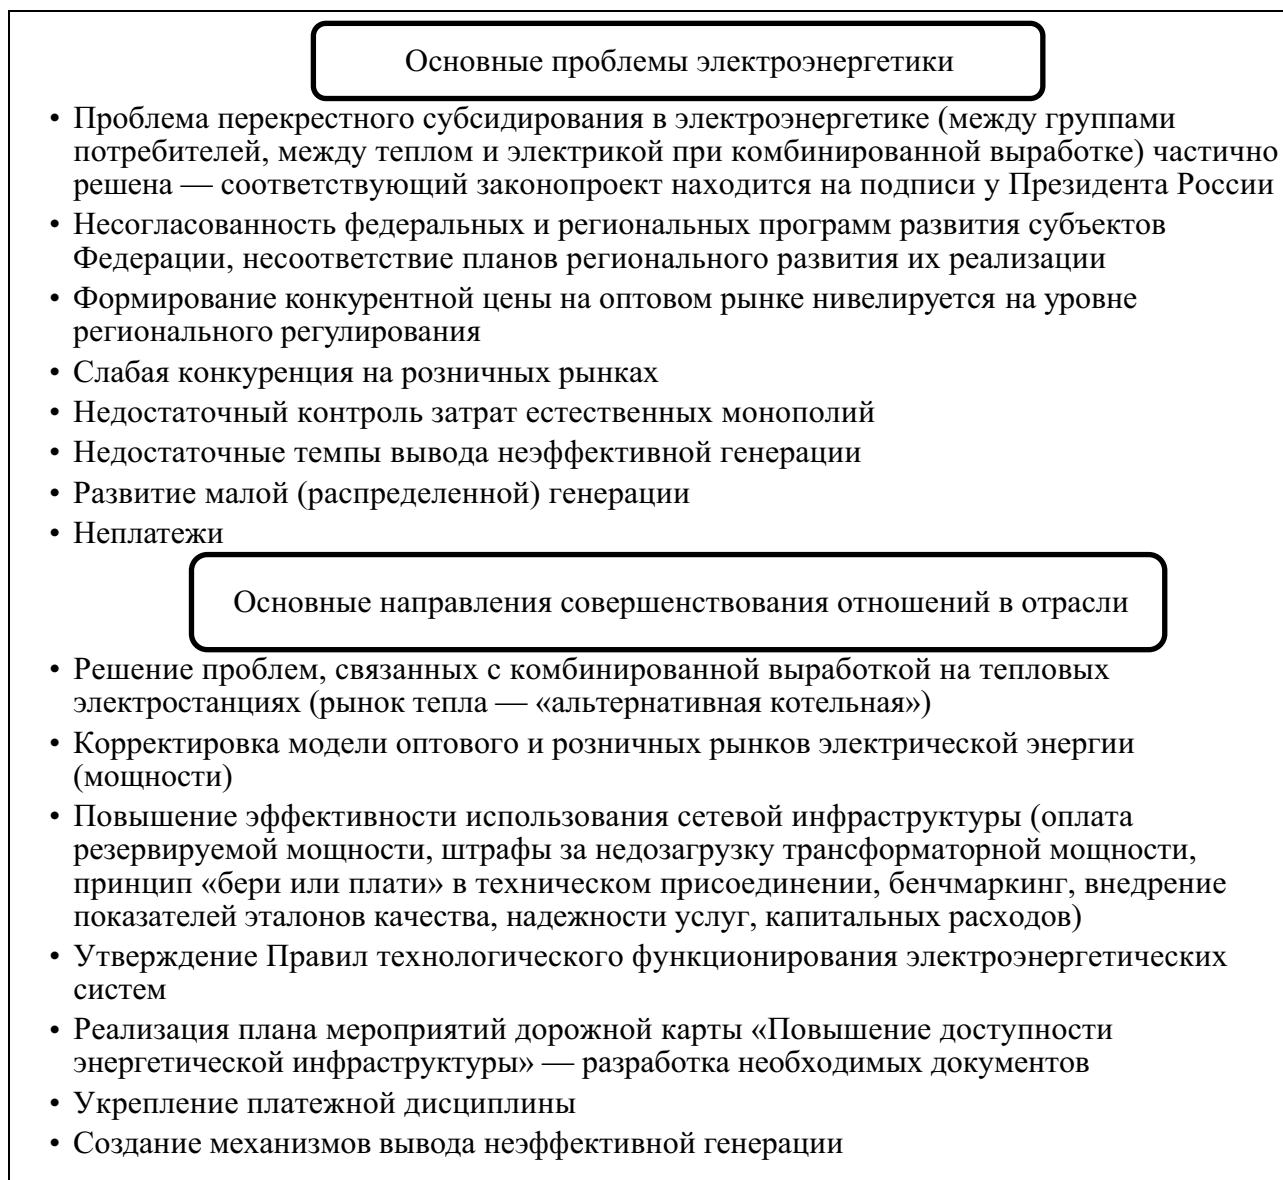 Основные проблемы электроэнергетики
• Проблема перекрестного субсидирования в электроэнергетике (между группами
потребителей, между теплом и электрикой при комбинированной выработке) частично
решена — соответствующий законопроект находится на подписи у Президента России
• Несогласованность федеральных и региональных программ развития субъектов
Федерации, несоответствие планов регионального развития их реализации
• Формирование конкурентной цены на оптовом рынке нивелируется на уровне
регионального регулирования
• Слабая конкуренция на розничных рынках
• Недостаточный контроль затрат естественных монополий
• Недостаточные темпы вывода неэффективной генерации
• Развитие малой (распределенной) генерации
• Неплатежи
Основные направления совершенствования отношений в отрасли
• Решение проблем, связанных с комбинированной выработкой на тепловых
электростанциях (рынок тепла — «альтернативная котельная»)
• Корректировка модели оптового и розничных рынков электрической энергии
(мощности)
• Повышение эффективности использования сетевой инфраструктуры (оплата
резервируемой мощности, штрафы за недозагрузку трансформаторной мощности,
принцип «бери или плати» в техническом присоединении, бенчмаркинг, внедрение
показателей эталонов качества, надежности услуг, капитальных расходов)
• Утверждение Правил технологического функционирования электроэнергетических
систем
• Реализация плана мероприятий дорожной карты «Повышение доступности
энергетической инфраструктуры» — разработка необходимых документов
• Укрепление платежной дисциплины
• Создание механизмов вывода неэффективной генерации